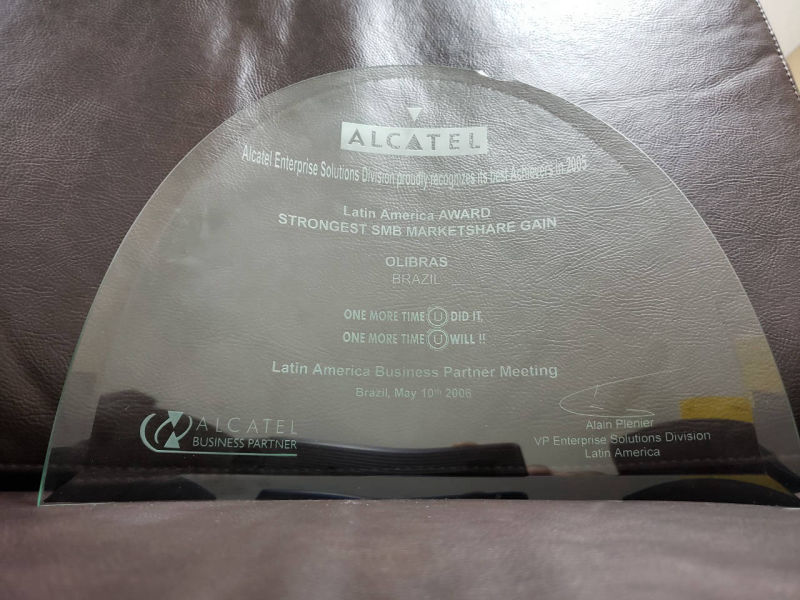 ALCATEL
Alcatel Enterprise Solutions Division proudly recognizes its best Achievers in 2005
Latin America AWARD
STRONGEST SMB MARKETSHARE GAIN
OLIBRAS
BRAZIL
ONE MORE TIME U DID IT,
ONE MORE TIME U WILL !!
Latin America Business Partner Meeting
Brazil, May 10th 2006
ALCATEL
BUSINESS PARTNER
Alain Plenier
VP Enterprise Solutions Division
Latin America